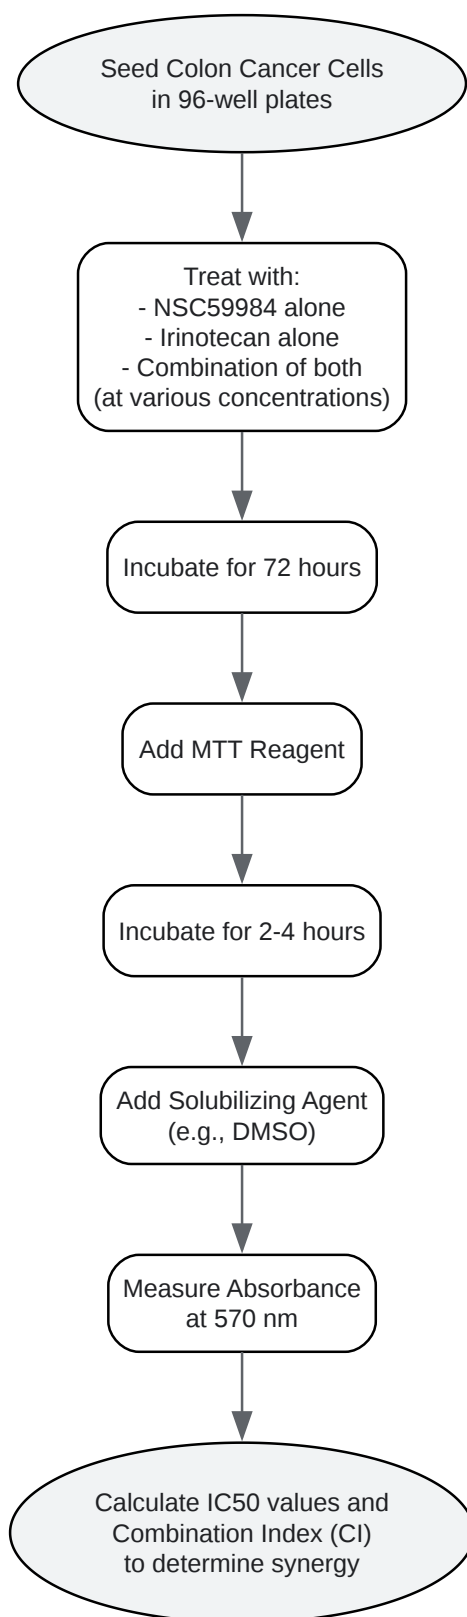 Seed Colon Cancer Cells
in 96-well plates
Treat with:
- NSC59984 alone
- Irinotecan alone
- Combination of both
(at various concentrations)
Incubate for 72 hours
Add MTT Reagent
Incubate for 2-4 hours
Add Solubilizing Agent
(e.g., DMSO)
Measure Absorbance
at 570 nm
Calculate IC50 values and
Combination Index (CI)
to determine synergy